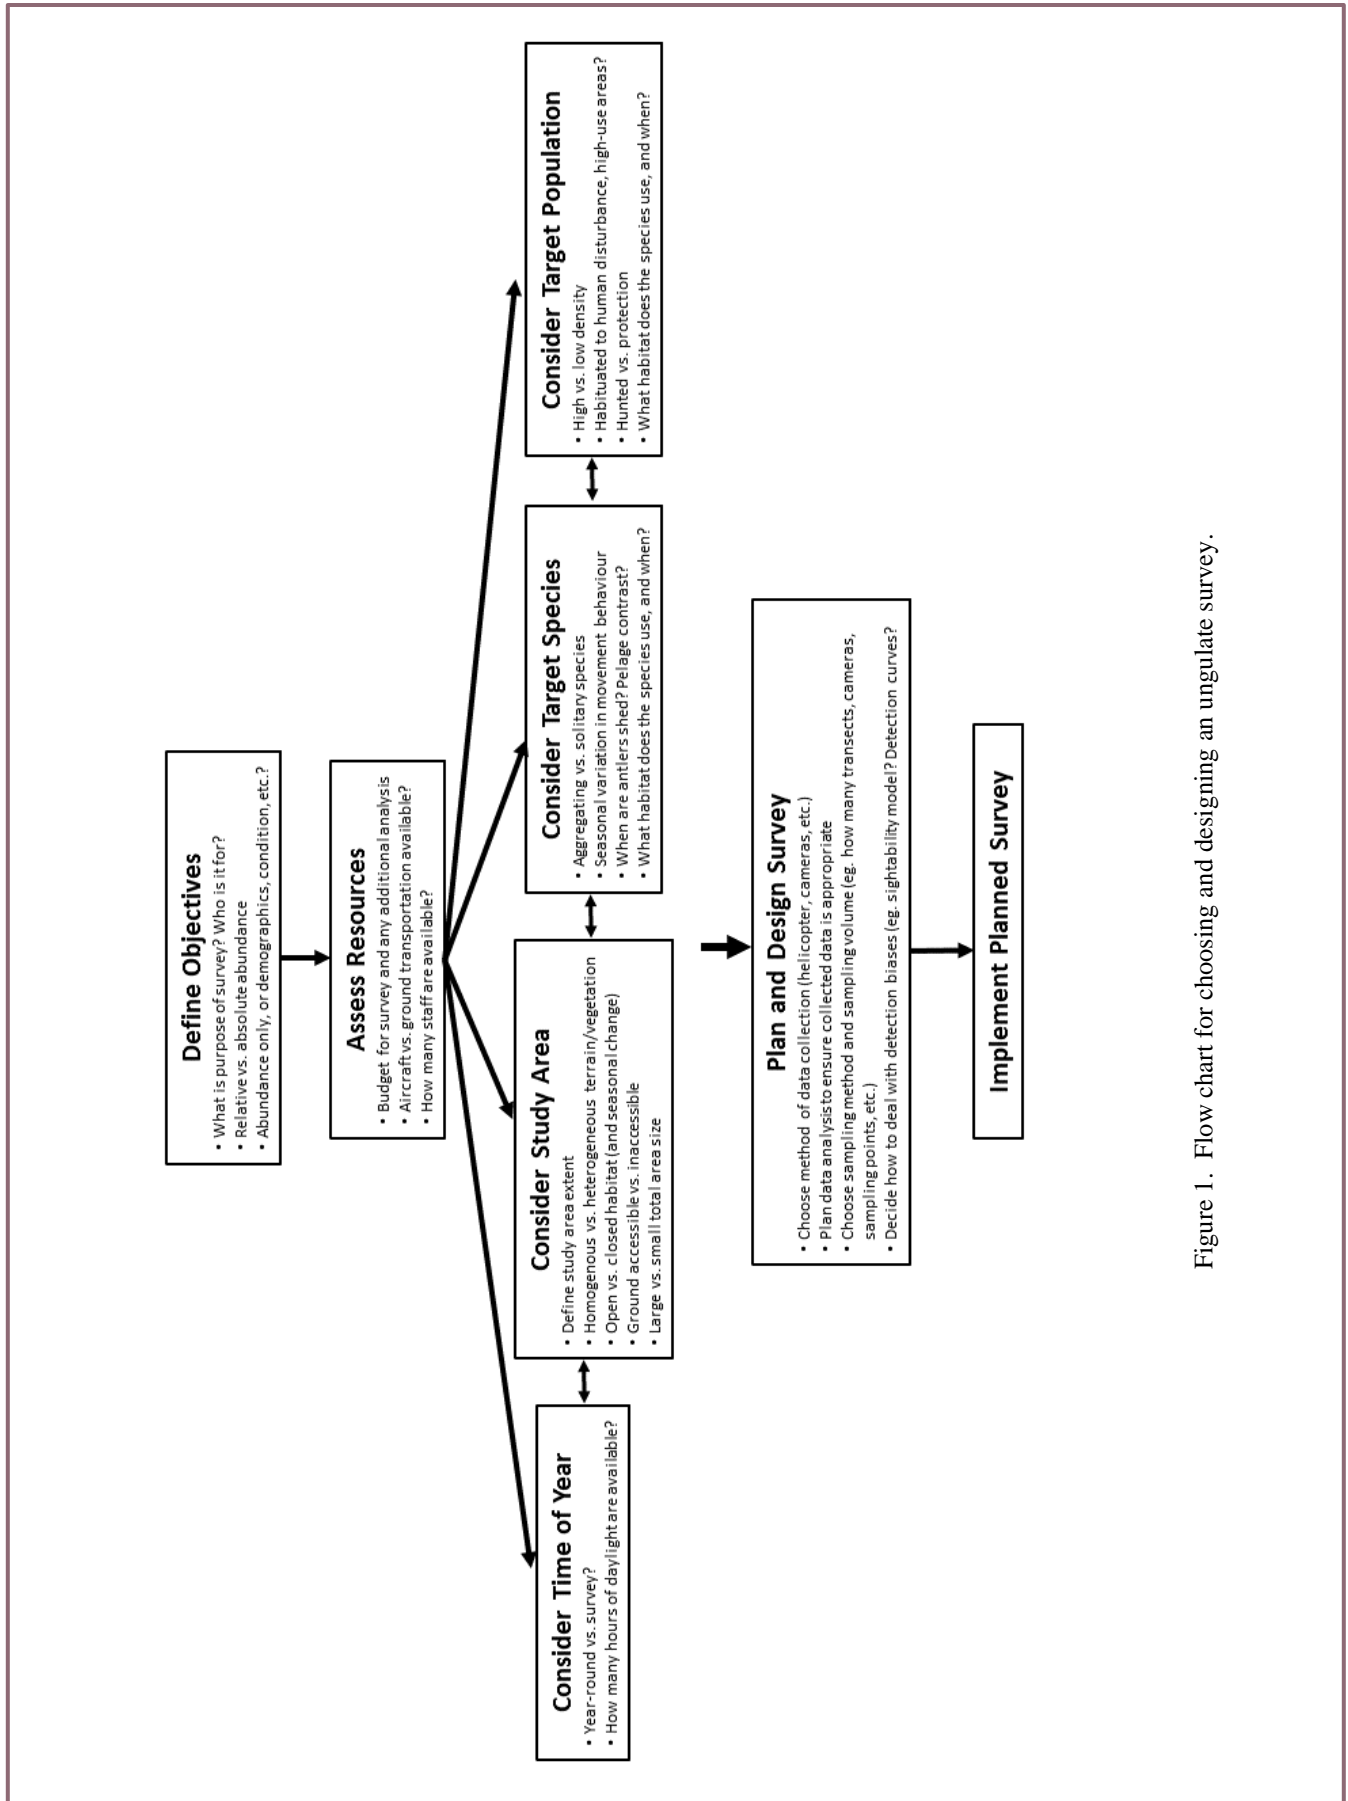 Define Objectives
• What is purpose of survey? Who is it for?
• Relative vs. absolute abundance
• Abundance only, or demographics, condition, etc.?
Assess Resources
• Budget for survey and any additional analysis
• Aircraft vs. ground transportation available?
• How many staff are available?
Consider Time of Year
• Year-round vs. survey?
• How many hours of daylight are available?
Consider Study Area
• Define study area extent
• Homogenous vs. heterogeneous terrain/vegetation
• Open vs. closed habitat (and seasonal change)
• Ground accessible vs. inaccessible
• Large vs. small total area size
Consider Target Species
• Aggregating vs. solitary species
• Seasonal variation in movement behaviour
• When are antlers shed? Pelage contrast?
• What habitat does the species use, and when?
Consider Target Population
• High vs. low density
• Habituated to human disturbance, high-use areas?
• Hunted vs. protection
• What habitat does the species use, and when?
Plan and Design Survey
• Choose method of data collection (helicopter, cameras, etc.)
• Plan data analysis to ensure collected data is appropriate
• Choose sampling method and sampling volume (eg. how many transects, cameras,
sampling points, etc.)
• Decide how to deal with detection biases (eg. sightability model? Detection curves?
Implement Planned Survey
Figure 1. Flow chart for choosing and designing an ungulate survey.